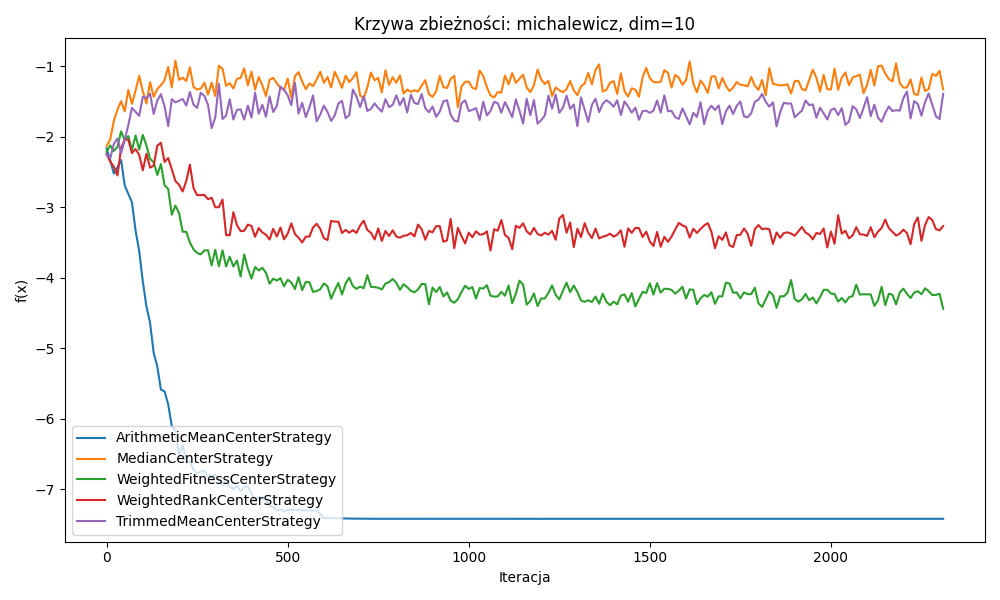 Krzywa zbieżności: michalewicz, dim=10
f(x)
−1
−2
−3
−4
−5
−6
−7
ArithmeticMeanCenterStrategy
MedianCenterStrategy
WeightedFitnessCenterStrategy
WeightedRankCenterStrategy
TrimmedMeanCenterStrategy
0 500 1000 1500 2000
Iteracja